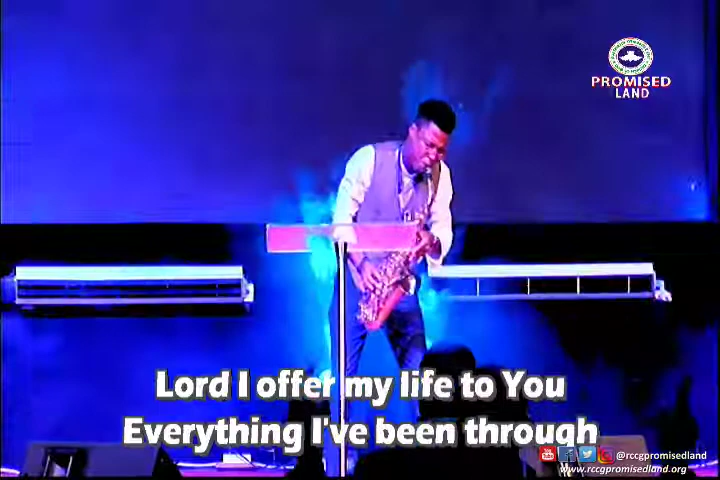 PROMISED
LAND
Lord I offer my life to You
Everything I've been through
@rccgpromisedland
www.rccgpromisedland.org